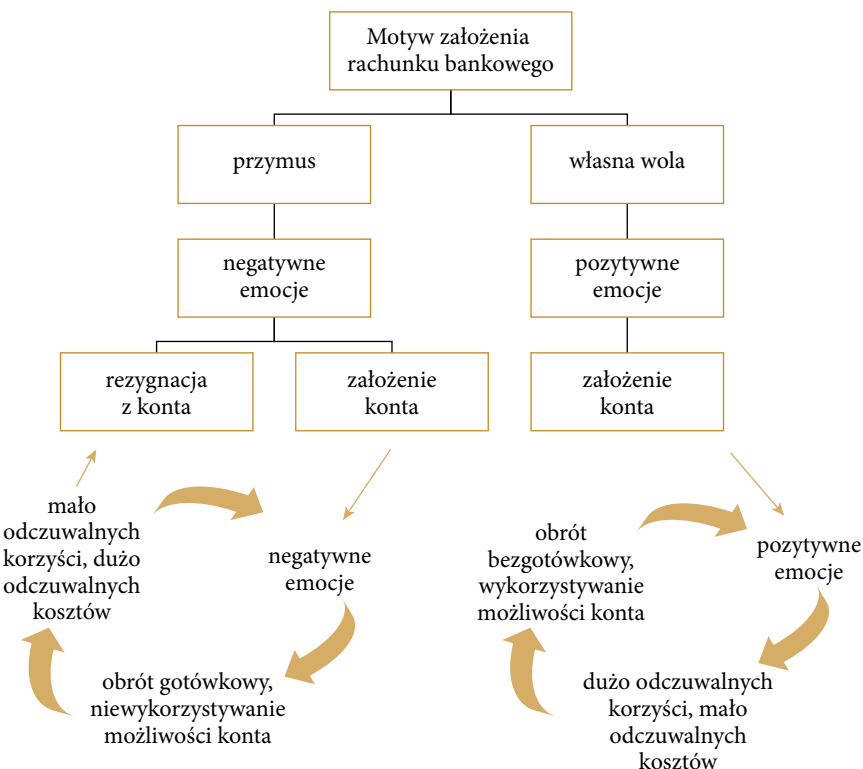 Motyw założenia
rachunku bankowego
przymus
własna wola
negatywne
emocje
pozytywne
emocje
rezygnacja
z konta
założenie
konta
założenie
konta
mało
odczuwalnych
korzyści, dużo
odczuwalnych
kosztów
negatywne
emocje
obrót gotówkowy,
niewykorzystywanie
możliwości konta
obrót
bezgotówkowy,
wykorzystywanie
możliwości konta
pozytywne
emocje
dużo odczuwalnych
korzyści, mało
odczuwalnych
kosztów